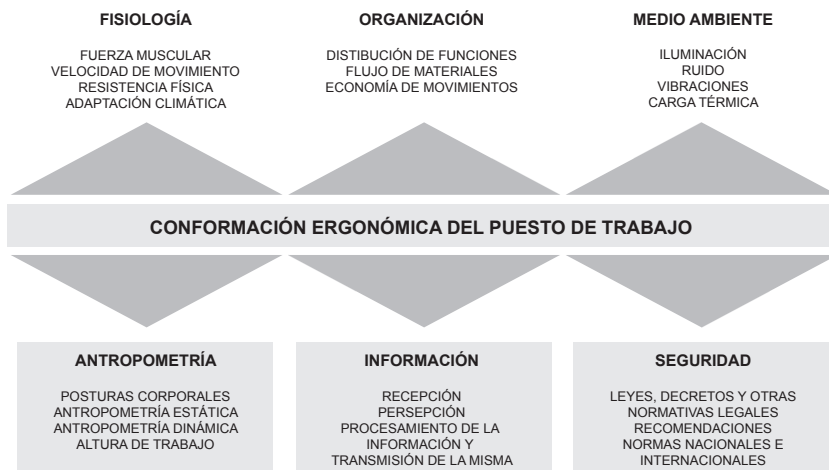 FISIOLOGÍA
FUERZA MUSCULAR
VELOCIDAD DE MOVIMIENTO
RESISTENCIA FÍSICA
ADAPTACIÓN CLIMÁTICA
ORGANIZACIÓN
DISTIBUCIÓN DE FUNCIONES
FLUJO DE MATERIALES
ECONOMÍA DE MOVIMIENTOS
MEDIO AMBIENTE
ILUMINACIÓN
RUIDO
VIBRACIONES
CARGA TÉRMICA
CONFORMACIÓN ERGONÓMICA DEL PUESTO DE TRABAJO
ANTROPOMETRÍA
POSTURAS CORPORALES
ANTROPOMETRÍA ESTÁTICA
ANTROPOMETRÍA DINÁMICA
ALTURA DE TRABAJO
INFORMACIÓN
RECEPCIÓN
PERSEPCIÓN
PROCESAMIENTO DE LA
INFORMACIÓN Y
TRANSMISIÓN DE LA MISMA
SEGURIDAD
LEYES, DECRETOS Y OTRAS
NORMATIVAS LEGALES
RECOMENDACIONES
NORMAS NACIONALES E
INTERNACIONALES